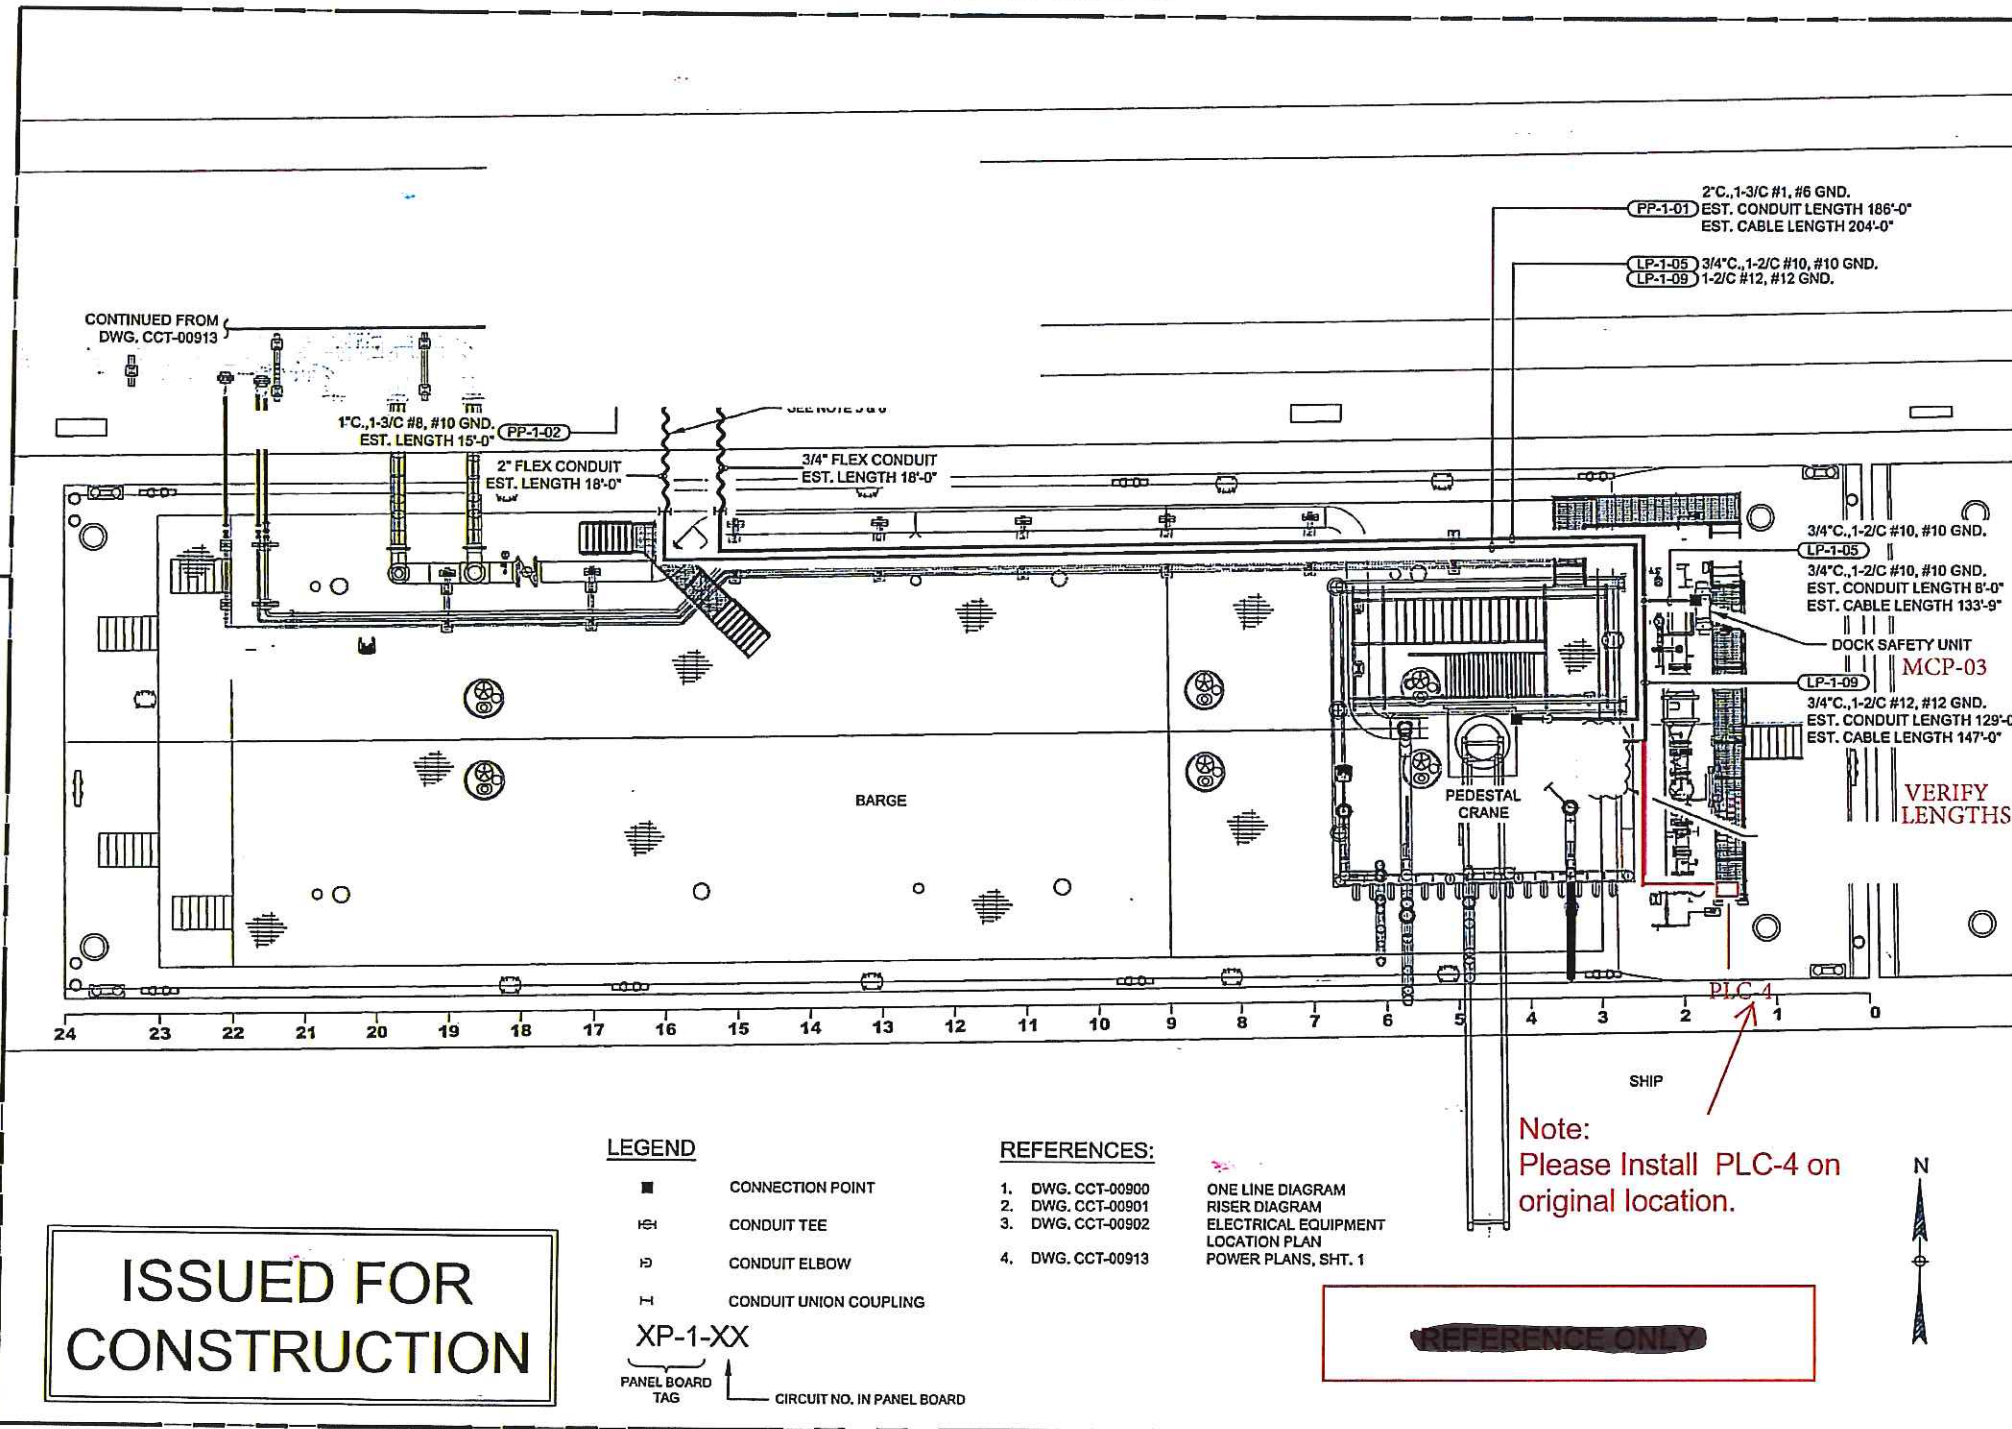 2"C.,1-3/C #1, #6 GND.
PP-1-01 EST. CONDUIT LENGTH 186'-0"
EST. CABLE LENGTH 204'-0"
LP-1-05 3/4"C.,1-2/C #10, #10 GND.
LP-1-09 1-2/C #12, #12 GND.
CONTINUED FROM
DWG. CCT-00913
1"C.,1-3/C #8, #10 GND.
EST. LENGTH 15'-0"
PP-1-02
2" FLEX CONDUIT
EST. LENGTH 18'-0"
3/4" FLEX CONDUIT
EST. LENGTH 18'-0"
3/4"C.,1-2/C #10, #10 GND.
LP-1-05
3/4"C.,1-2/C #10, #10 GND.
EST. CONDUIT LENGTH 8'-0"
EST. CABLE LENGTH 133'-9"
DOCK SAFETY UNIT
MCP-03
LP-1-09
3/4"C.,1-2/C #12, #12 GND.
EST. CONDUIT LENGTH 129'-0
EST. CABLE LENGTH 147'-0"
VERIFY
LENGTHS
BARGE
PEDESTAL
CRANE
PLC-4
24 23 22 21 20 19 18 17 16 15 14 13 12 11 10 9 8 7 6 5 4 3 2 1 0
SHIP
Note:
Please Install PLC-4 on
original location.
N
LEGEND
CONNECTION POINT
CONDUIT TEE
CONDUIT ELBOW
CONDUIT UNION COUPLING
XP-1-XX
PANEL BOARD
TAG
CIRCUIT NO. IN PANEL BOARD
REFERENCES:
1. DWG. CCT-00900 ONE LINE DIAGRAM
2. DWG. CCT-00901 RISER DIAGRAM
3. DWG. CCT-00902 ELECTRICAL EQUIPMENT
LOCATION PLAN
4. DWG. CCT-00913 POWER PLANS, SHT. 1
ISSUED FOR
CONSTRUCTION
REFERENCE ONLY